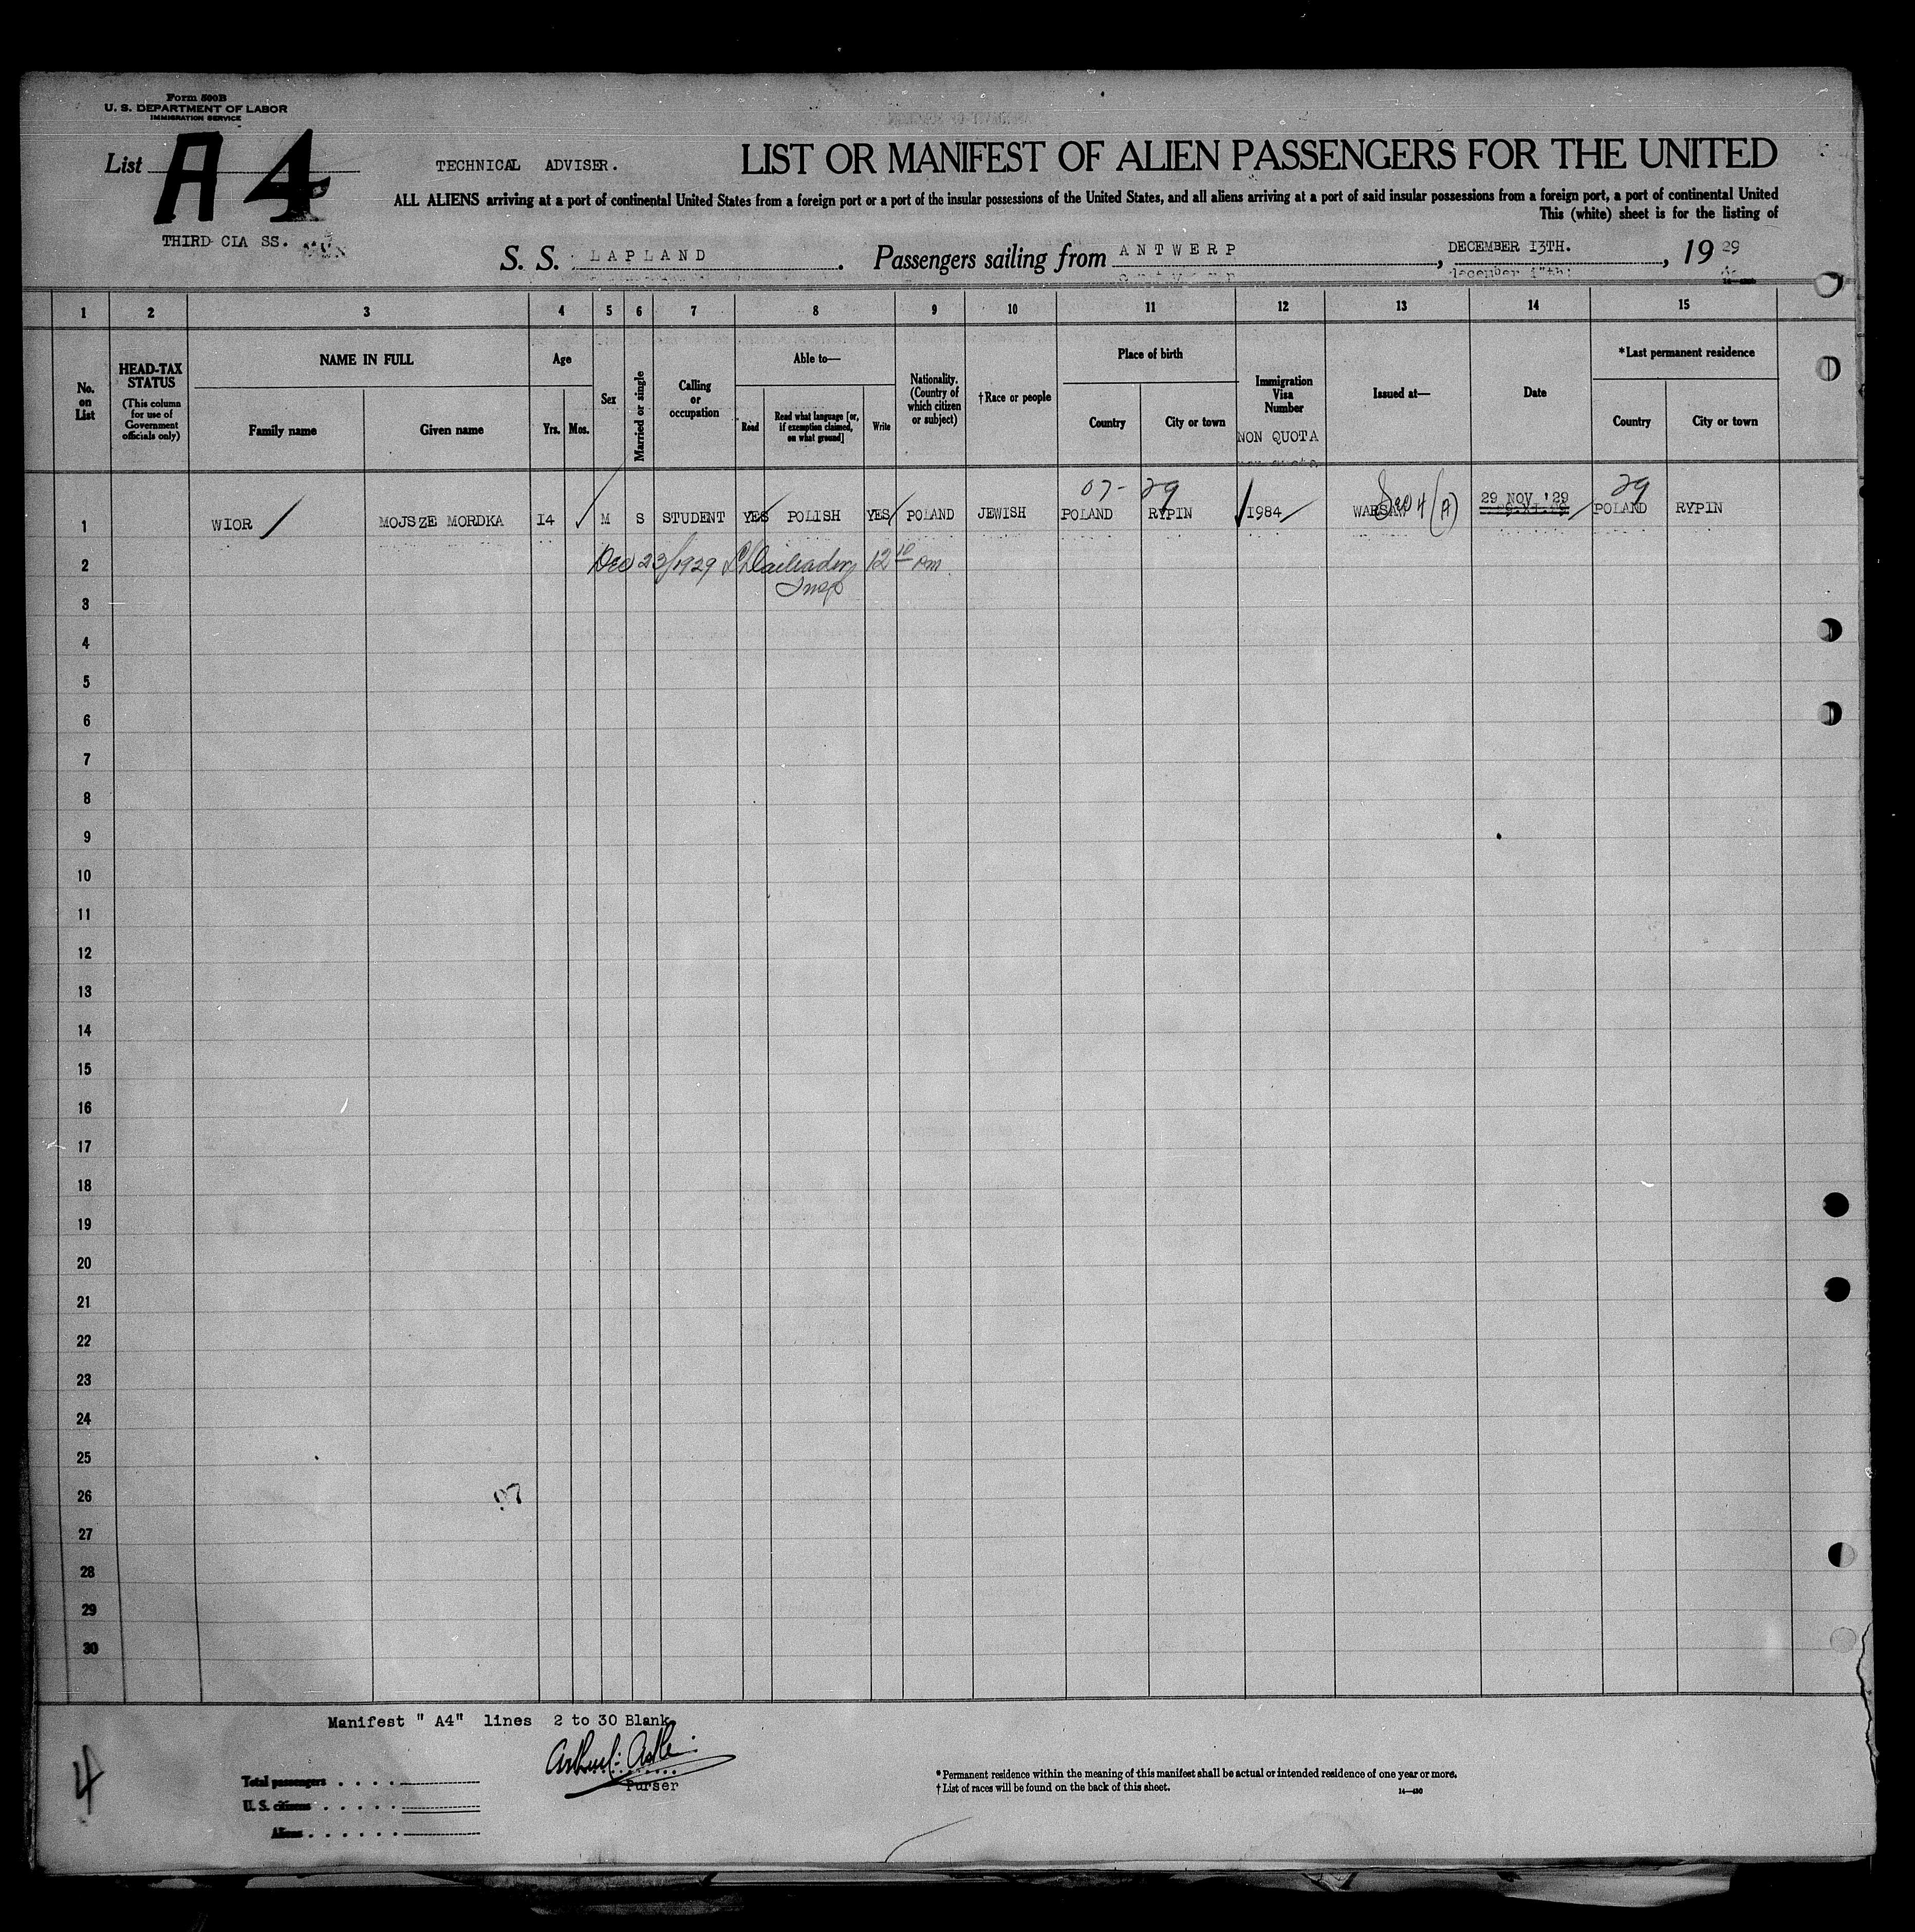 Form 500B
U. S. DEPARTMENT OF LABOR
IMMIGRATION SERVICE
List A 4
TECHNICAL ADVISER.
LIST OR MANIFEST OF ALIEN PASSENGERS FOR THE UNITED
ALL ALIENS arriving at a port of continental United States from a foreign port or a port of the insular possessions of the United States, and all aliens arriving at a port of said insular possessions from a foreign port, a port of continental United
This (white) sheet is for the listing of
THIRD CLA SS.
S. S. LAPLAND. Passengers sailing from ANTWERP, DECEMBER I3TH., 19 29
1 2 3 4 5 6 7 8 9 10 11 12 13 14 15
No. on List
HEAD-TAX STATUS
(This column for use of Government officials only)
NAME IN FULL
Family name
Given name
Age
Yrs. Mos.
Sex
Married or single
Calling or occupation
Able to—
Read
Read what language [or, if exemption claimed, on what ground]
Write
Nationality. (Country of which citizen or subject)
†Race or people
Place of birth
Country
City or town
Immigration Visa Number
NON QUOTA
Issued at—
Date
*Last permanent residence
Country
City or town
07- 29 29
1 WIOR MOJSZE MORDKA I4 M S STUDENT YES POLISH YES POLAND JEWISH POLAND RYPIN 1984 WARSAW Sec 4 (A) 29 NOV '29 POLAND RYPIN
2 Dec 23/1929 12 10 pm
Insp
3
4
5
6
7
8
9
10
11
12
13
14
15
16
17
18
19
20
21
22
23
24
25
26
27
28
29
30
Manifest " A4" lines 2 to 30 Blank
Purser
4
Total passengers
U. S. citizens
Aliens
*Permanent residence within the meaning of this manifest shall be actual or intended residence of one year or more.
†List of races will be found on the back of this sheet.
14—430